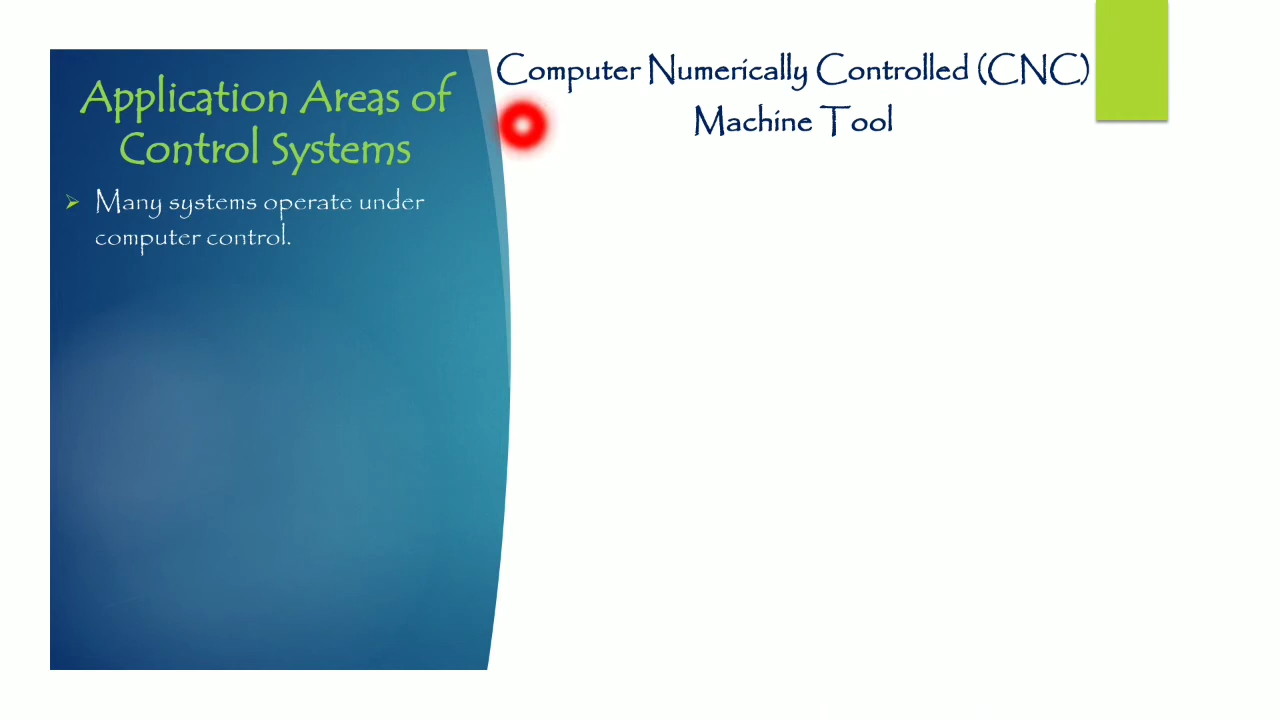 Application Areas of
Control Systems
Many systems operate under
computer control.
Computer Numerically Controlled (CNC)
Machine Tool